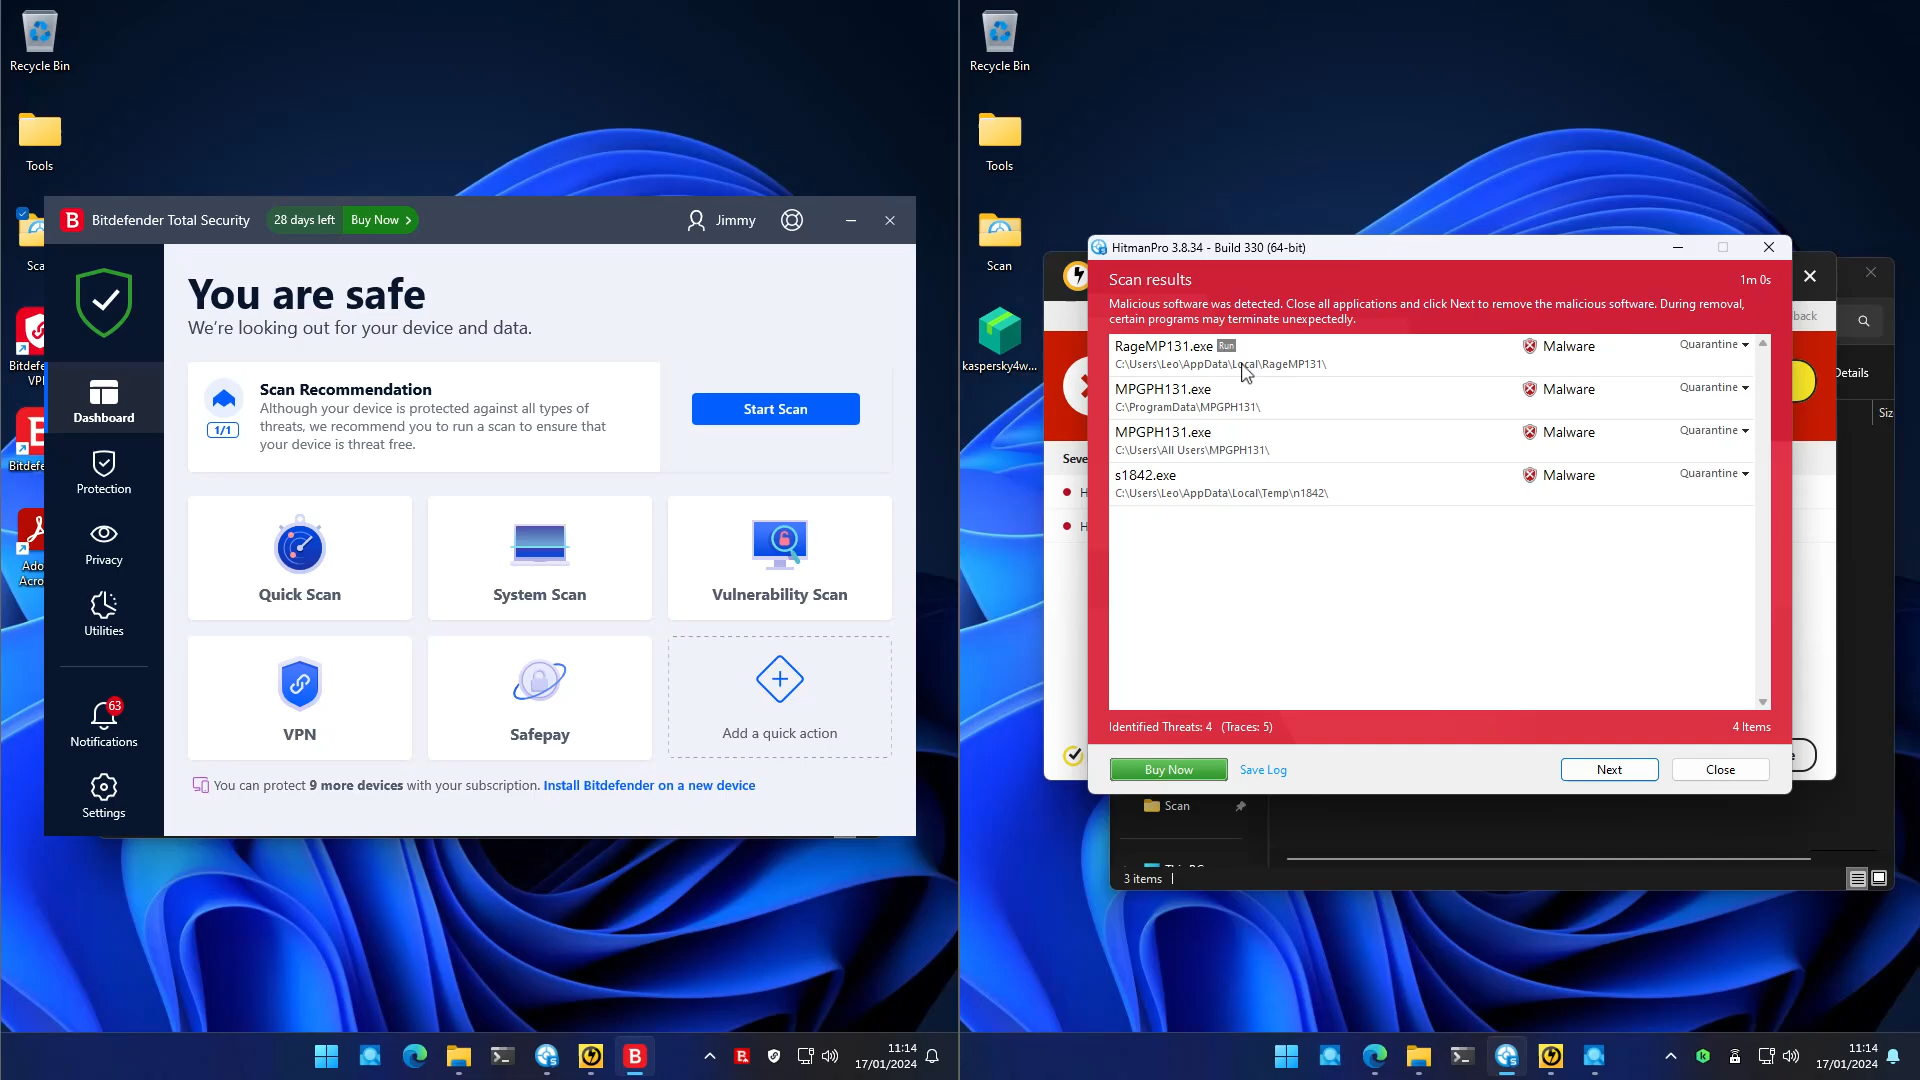 Recycle Bin
Tools
Sca
Bitdefender Total Security
28 days left
Buy Now
Jimmy
You are safe
We're looking out for your device and data.
Scan Recommendation
Although your device is protected against all types of
threats, we recommend you to run a scan to ensure that
your device is threat free.
1/1
Start Scan
Dashboard
Protection
Privacy
Utilities
63
Notifications
Settings
Quick Scan
System Scan
Vulnerability Scan
VPN
Safepay
Add a quick action
You can protect 9 more devices with your subscription. Install Bitdefender on a new device
Bitdefe
VP
Bitdefe
Ado
Acro
11:14
17/01/2024
Recycle Bin
Tools
Scan
kaspersky4w...
HitmanPro 3.8.34 - Build 330 (64-bit)
Scan results
1m 0s
Malicious software was detected. Close all applications and click Next to remove the malicious software. During removal,
certain programs may terminate unexpectedly.
RageMP131.exe Run
Malware
Quarantine
C:\Users\Leo\AppData\Local\RageMP131\
MPGPH131.exe
Malware
Quarantine
C:\ProgramData\MPGPH131\
MPGPH131.exe
Malware
Quarantine
C:\Users\All Users\MPGPH131\
s1842.exe
Malware
Quarantine
C:\Users\Leo\AppData\Local\Temp\n1842\
Identified Threats: 4 (Traces: 5)
4 Items
Buy Now
Save Log
Next
Close
back
Details
Siz
Seve
H
H
e
Scan
3 items
11:14
17/01/2024